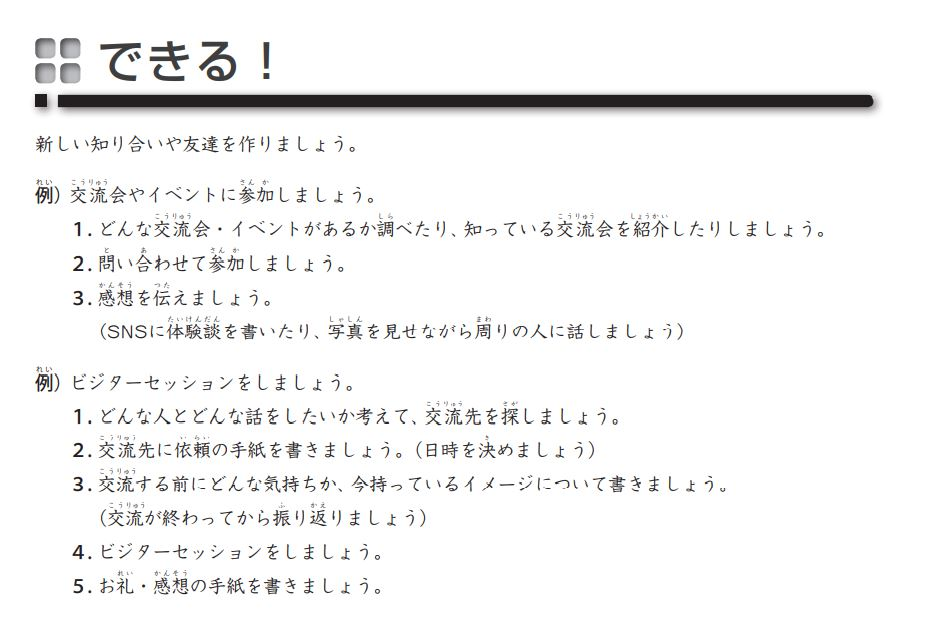 できる！
新しい知り合いや友達を作りましょう。
例）交流会やイベントに参加しましょう。
1. どんな交流会・イベントがあるか調べたり、知っている交流会を紹介したりしましょう。
2. 問い合わせて参加しましょう。
3. 感想を伝えましょう。
（SNSに体験談を書いたり、写真を見せながら周りの人に話しましょう）
例）ビジターセッションをしましょう。
1. どんな人とどんな話をしたいか考えて、交流先を探しましょう。
2. 交流先に依頼の手紙を書きましょう。（日時を決めましょう）
3. 交流する前にどんな気持ちか、今持っているイメージについて書きましょう。
（交流が終わってから振り返りましょう）
4. ビジターセッションをしましょう。
5. お礼・感想の手紙を書きましょう。